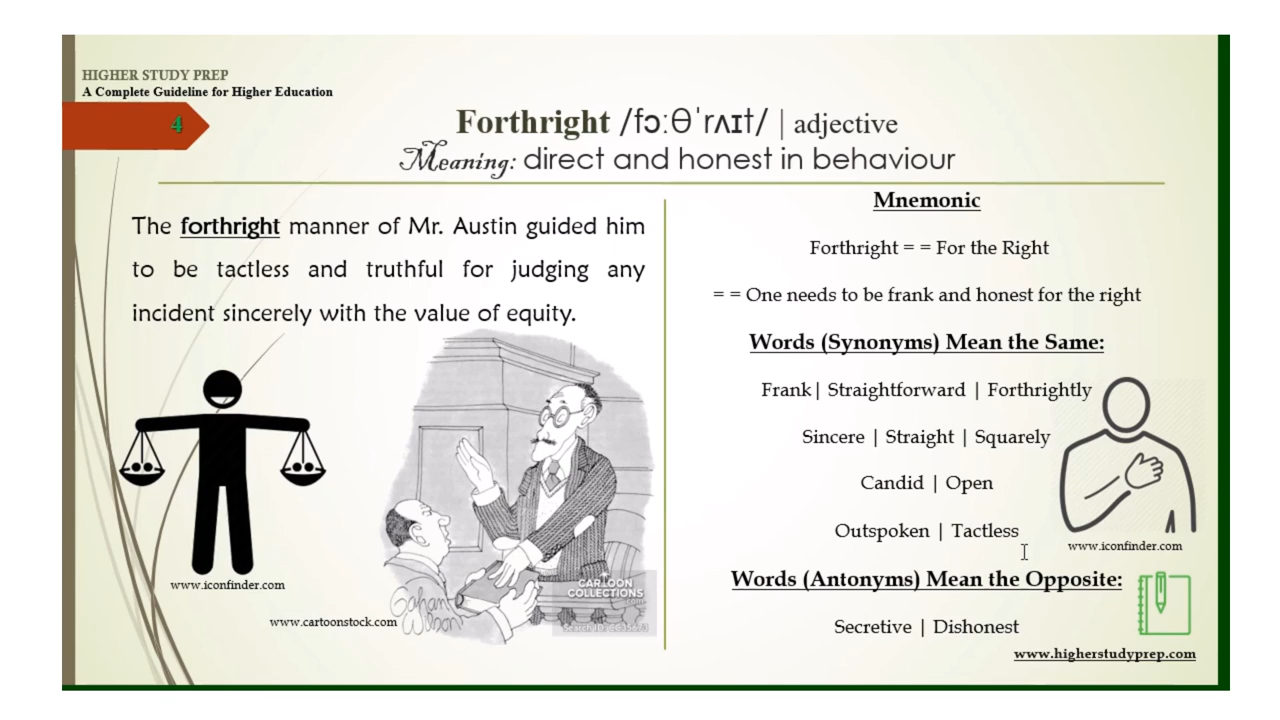 HIGHER STUDY PREP
A Complete Guideline for Higher Education
4
Forthright /fɔːθˈrʌɪt/ | adjective
Meaning: direct and honest in behaviour
The forthright manner of Mr. Austin guided him
to be tactless and truthful for judging any
incident sincerely with the value of equity.
www.iconfinder.com
www.cartoonstock.com
Gahan
Wilson
CARTOON
COLLECTIONS
.com
Mnemonic
Forthright = = For the Right
= = One needs to be frank and honest for the right
Words (Synonyms) Mean the Same:
Frank| Straightforward | Forthrightly
Sincere | Straight | Squarely
Candid | Open
Outspoken | Tactless
www.iconfinder.com
Words (Antonyms) Mean the Opposite:
Secretive | Dishonest
www.higherstudyprep.com